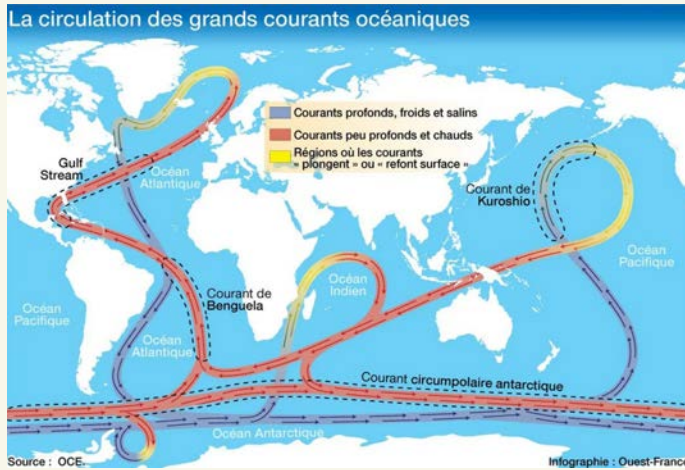 La circulation des grands courants océaniques
Courants profonds, froids et salins
Courants peu profonds et chauds
Régions où les courants
« plongent » ou « refont surface »
Gulf
Stream
Océan
Atlantique
Courant de
Kuroshio
Océan
Pacifique
Océan
Indien
Océan
Pacifique
Courant de
Benguela
Océan
Atlantique
Courant circumpolaire antarctique
Océan Antarctique
Source : OCE.
Infographie : Ouest-France